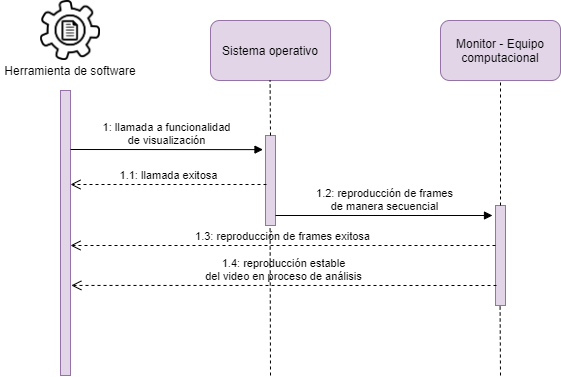 Herramienta de software
Sistema operativo
Monitor - Equipo
computacional
1: llamada a funcionalidad
de visualización
1.1: llamada exitosa
1.2: reproducción de frames
de manera secuencial
1.3: reproducción de frames exitosa
1.4: reproducción estable
del video en proceso de análisis